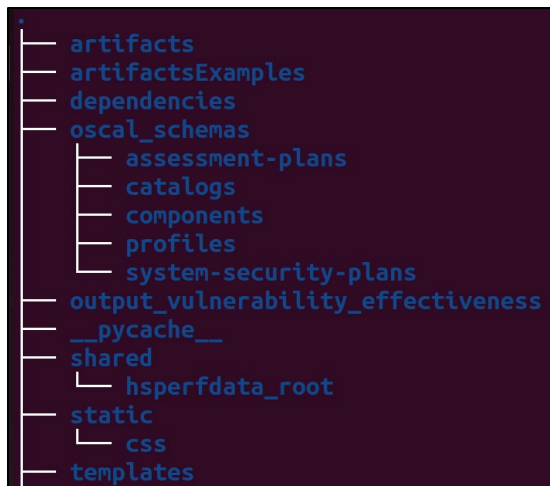 .
artifacts
artifactsExamples
dependencies
oscal_schemas
assessment-plans
catalogs
components
profiles
system-security-plans
output_vulnerability_effectiveness
__pycache__
shared
hsperfdata_root
static
css
templates